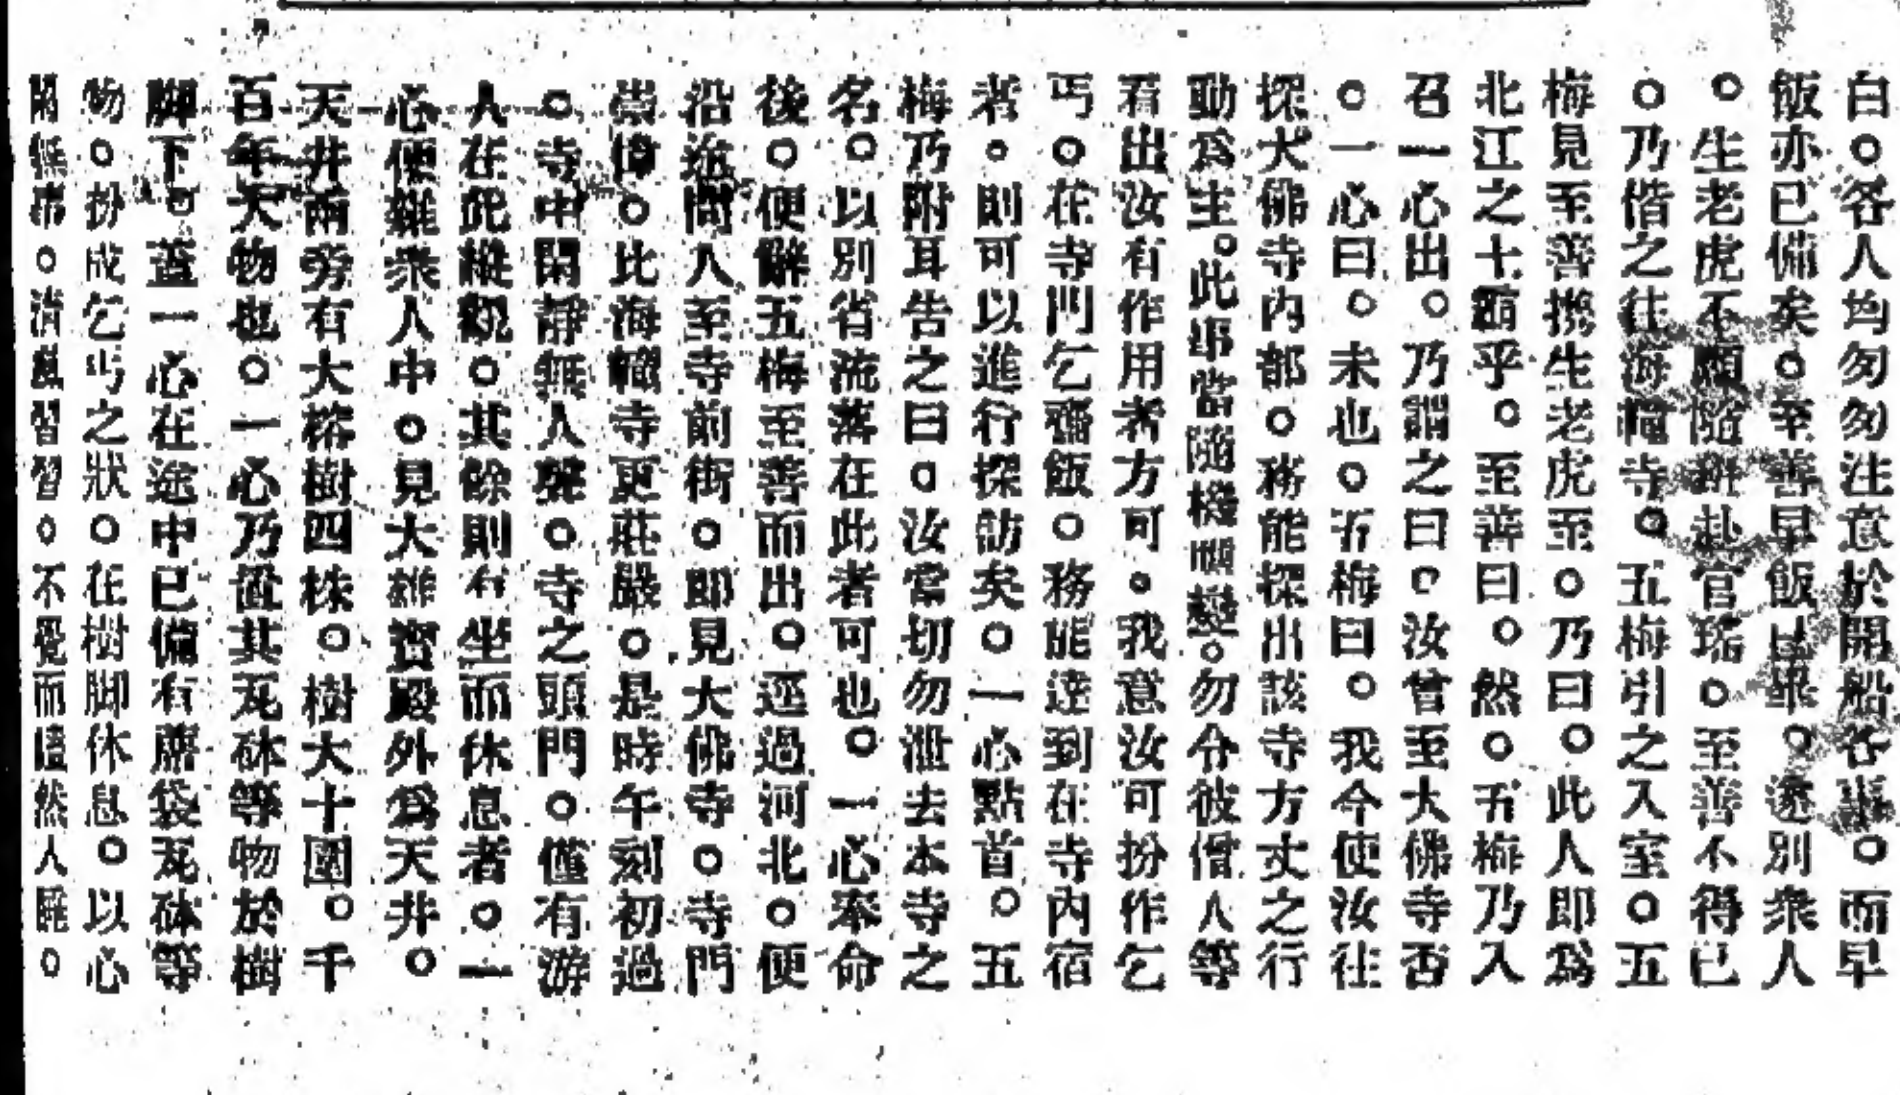 白。各人均匆匆注意於開船各事。而早
飯亦已備矣。至善早飯已畢。遂別衆人
。生老虎不願隨赴官瑤。至善不得已
。乃偕之往海幢寺。五梅引之入室。五
梅見至善携生老虎至。乃曰。此人即爲
北江之土霸乎。至善曰。然。五梅乃入
召一心出。乃謂之曰。汝曾至大佛寺否
。一心曰。未也。五梅曰。我今使汝往
探大佛寺內部。務能探出該寺方丈之行
動爲主。此事當隨機應變。勿令彼僧人等
看出汝有作用者方可。我意汝可扮作乞
丐。在寺門乞齋飯。務能達到在寺內宿
者。則可以進行探訪矣。一心點首。五
梅乃附耳告之曰。汝當切勿泄去本寺之
名。以別省流落在此者可也。一心奉命
後。便辭五梅至善而出。逕過河北。便
沿途問人至寺前街。即見大佛寺。寺門
崇偉。比海幢寺更莊嚴。是時午刻初過
。寺中閑靜無人聲。寺之頭門。僅有游
人在此縱觀。其餘則有坐而休息者。一
心便雜衆人中。見大雄寶殿外爲天井。
天井兩旁有大榕樹四株。樹大十圍。千
百年大物也。一心乃置其瓦砵等物於樹
脚下。蓋一心在途中已備有蓆袋瓦砵等
物。扮成乞丐之狀。在樹脚休息。以心
閑無事。清風習習。不覺而𥊳然人睡。